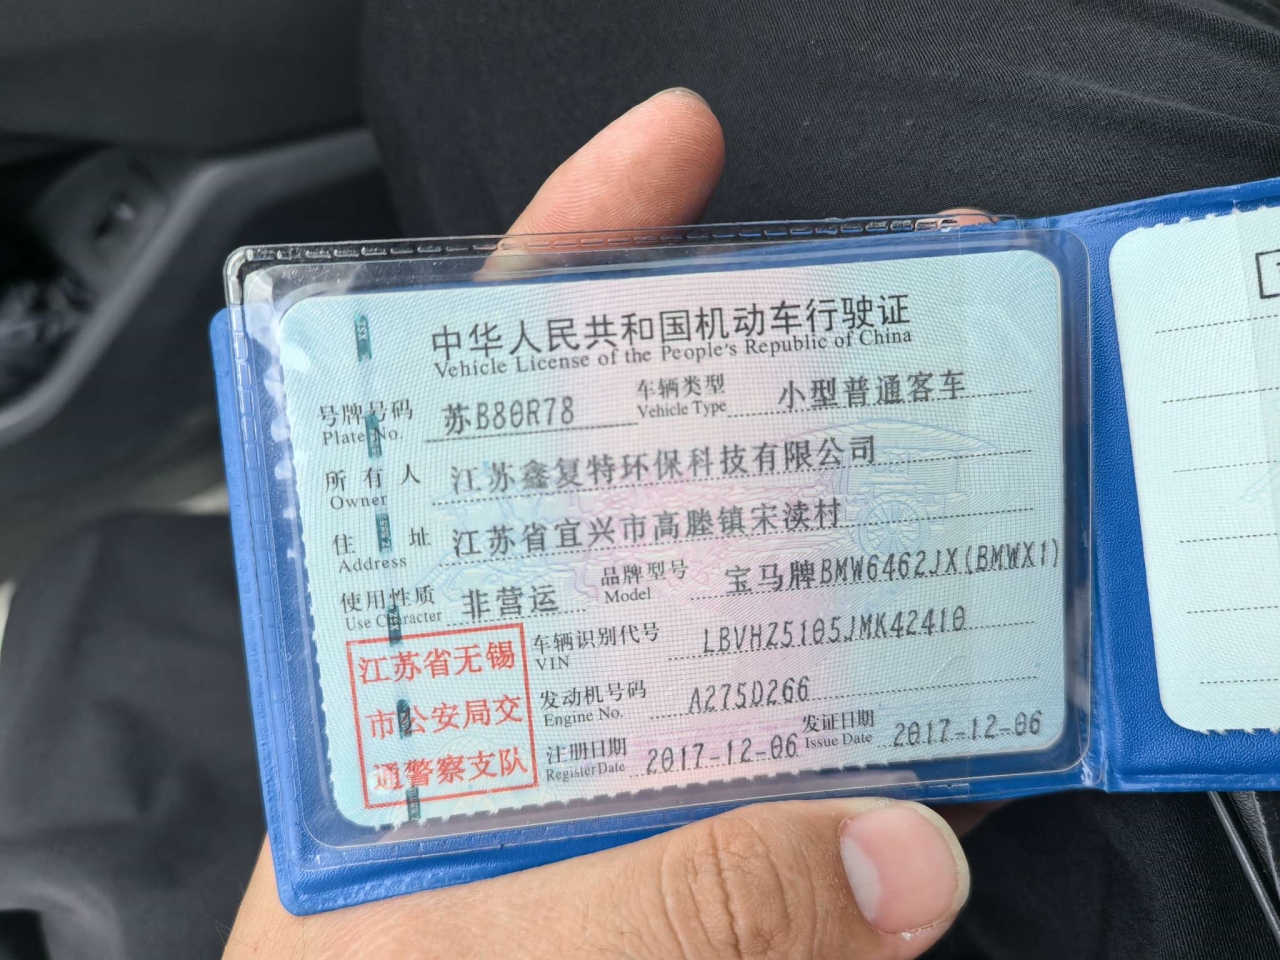 中华人民共和国机动车行驶证
Vehicle License of the People's Republic of China
号牌号码 苏B80R78 车辆类型 小型普通客车
Plate No. Vehicle Type
所有人 江苏鑫复特环保科技有限公司
Owner
住址 江苏省宜兴市高塍镇宋渎村
Address
使用性质 非营运 品牌型号 宝马牌BMW6462JX(BMWX1)
Use Character Model
江苏省无锡
市公安局交
通警察支队
车辆识别代号 LBVHZ5105JMK42410
VIN
发动机号码 A275D266
Engine No.
注册日期 2017-12-06 发证日期 2017-12-06
Register Date Issue Date